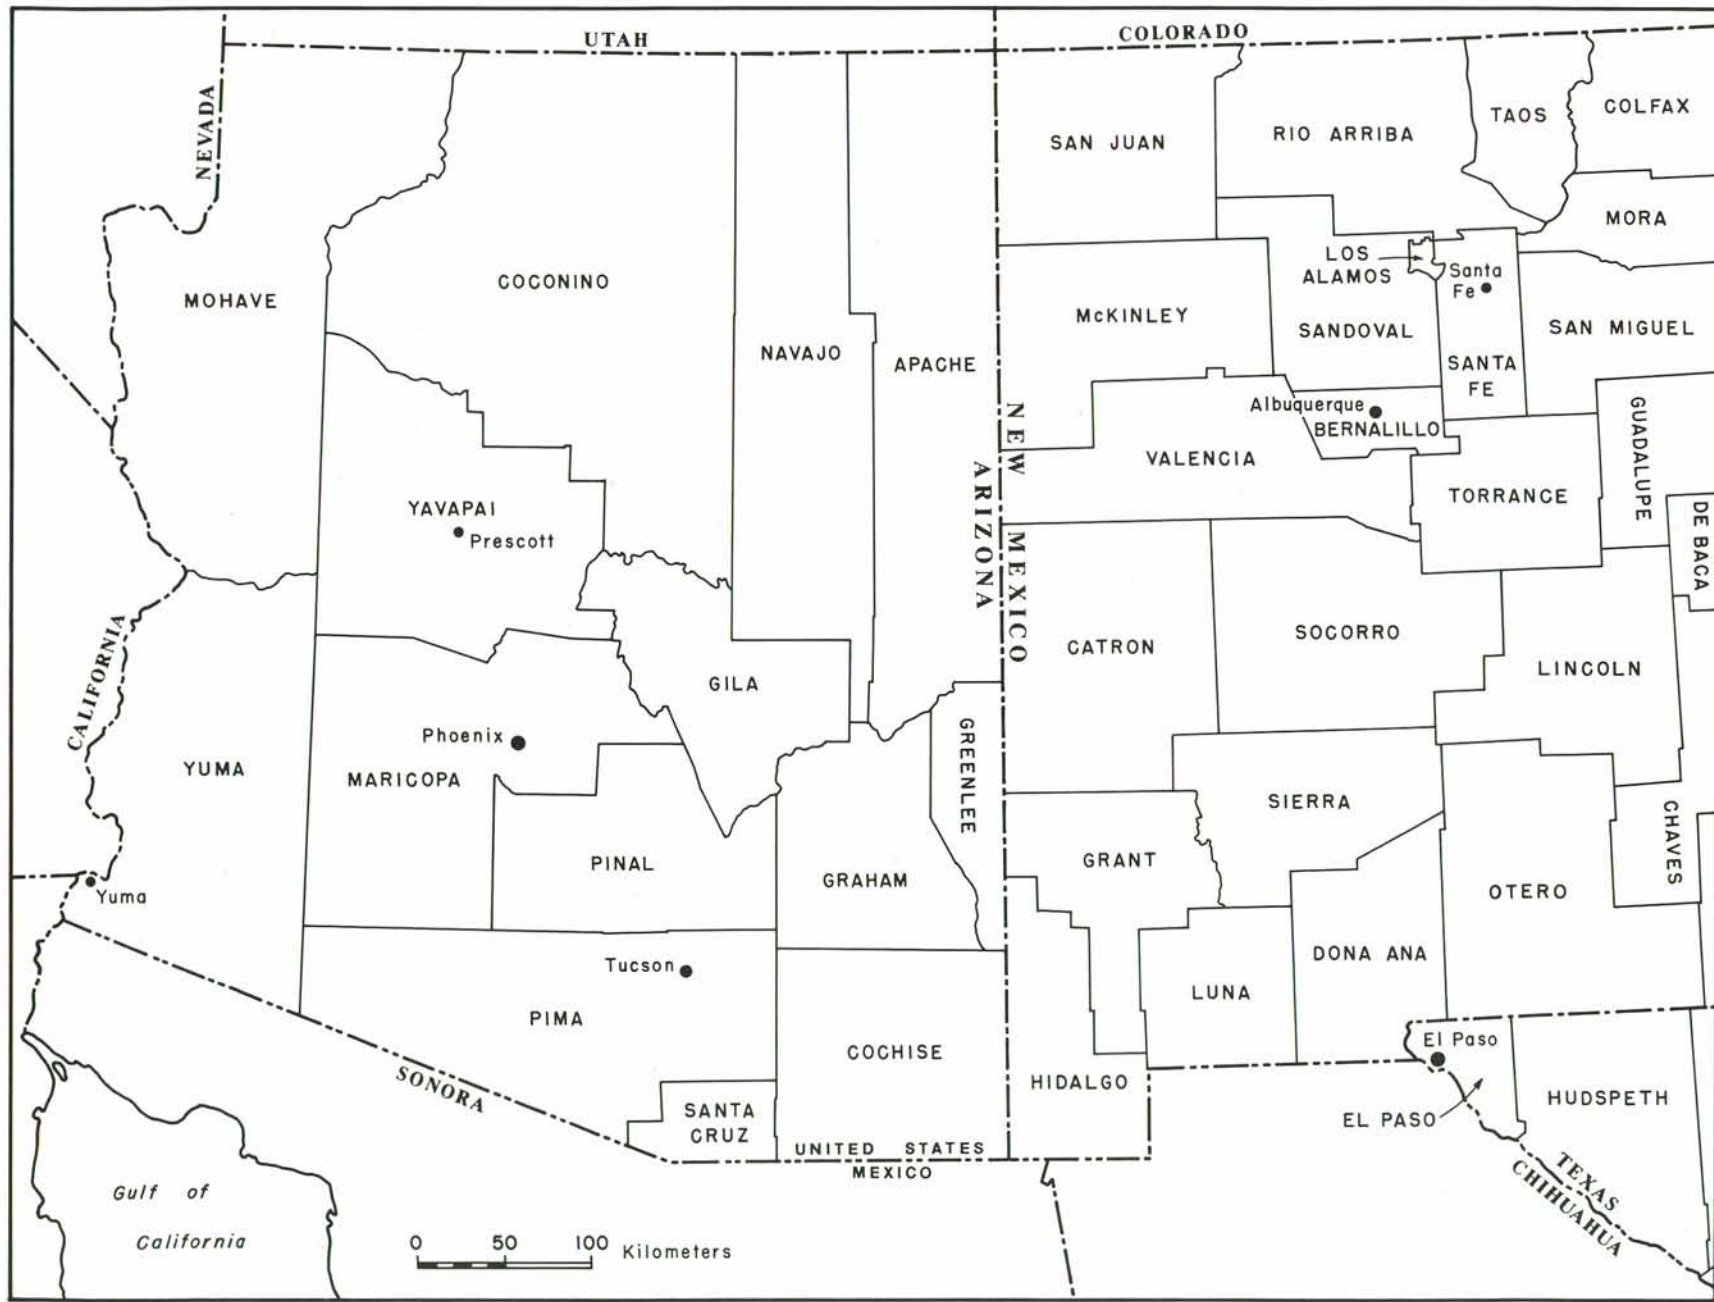 UTAH
COLORADO
NEVADA
MOHAVE
COCONINO
NAVAJO
APACHE
SAN JUAN
RIO ARRIBA
TAOS
COLFAX
MORA
LOS
ALAMOS
Santa
Fe
McKINLEY
SANDOVAL
SANTA
FE
SAN MIGUEL
Albuquerque
BERNALILLO
GUADALUPE
VALENCIA
TORRANCE
DE BACA
NEW MEXICO
ARIZONA
YAVAPAI
Prescott
CALIFORNIA
CATRON
SOCORRO
LINCOLN
GILA
Phoenix
YUMA
MARICOPA
GREENLEE
SIERRA
CHAVES
PINAL
GRAHAM
GRANT
OTERO
Yuma
Tucson
PIMA
DONA ANA
LUNA
COCHISE
El Paso
SONORA
SANTA
CRUZ
HIDALGO
EL PASO
HUDSPETH
UNITED STATES
MEXICO
TEXAS
CHIHUAHUA
Gulf of
California
0 50 100 Kilometers